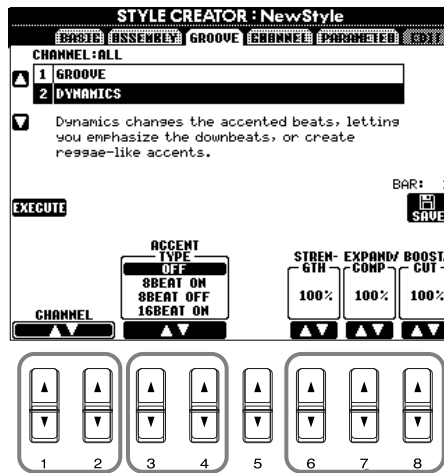 STYLE CREATOR : NewStyle
BASIC ASSEMBLY GROOVE CHANNEL PARAMETER EDIT
CHANNEL:ALL
1 GROOVE
2 DYNAMICS
Dynamics changes the accented beats, letting
you emphasize the downbeats, or create
reggae-like accents.
BAR:
EXECUTE
SAVE
ACCENT
TYPE
OFF
8BEAT ON
8BEAT OFF
16BEAT ON
STREN-
GTH
100%
EXPAND/
COMP
100%
BOOST/
CUT
100%
CHANNEL
1 2 3 4 5 6 7 8